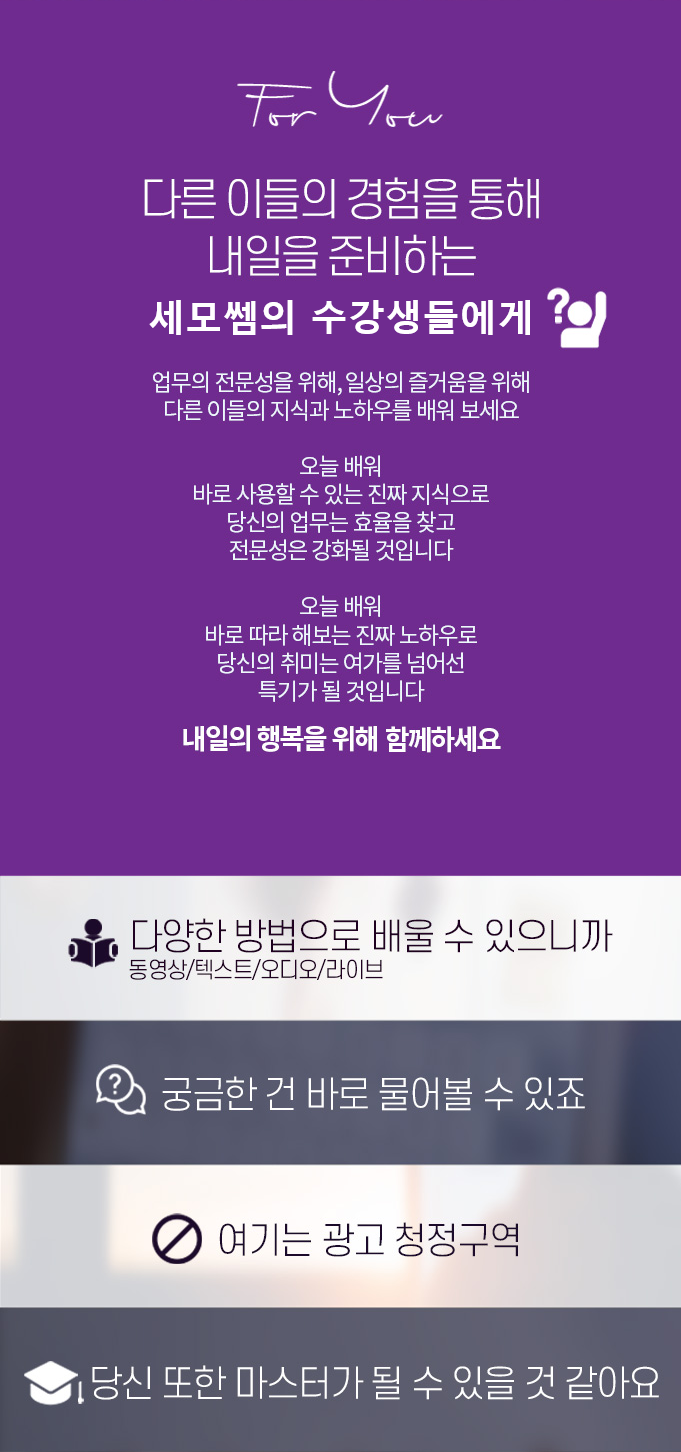 For You
다른 이들의 경험을 통해
내일을 준비하는
세모쌤의 수강생들에게
업무의 전문성을 위해, 일상의 즐거움을 위해
다른 이들의 지식과 노하우를 배워 보세요
오늘 배워
바로 사용할 수 있는 진짜 지식으로
당신의 업무는 효율을 찾고
전문성은 강화될 것입니다
오늘 배워
바로 따라 해보는 진짜 노하우로
당신의 취미는 여가를 넘어선
특기가 될 것입니다
내일의 행복을 위해 함께하세요
다양한 방법으로 배울 수 있으니까
동영상/텍스트/오디오/라이브
궁금한 건 바로 물어볼 수 있죠
여기는 광고 청정구역
당신 또한 마스터가 될 수 있을 것 같아요